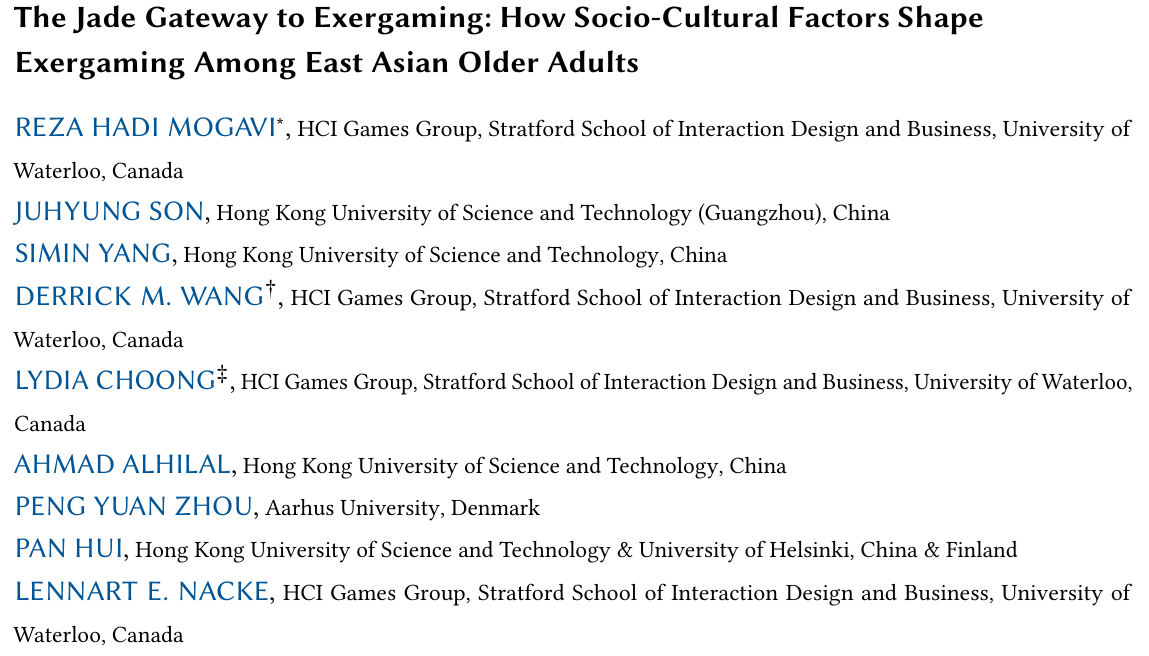 The Jade Gateway to Exergaming: How Socio-Cultural Factors Shape
Exergaming Among East Asian Older Adults
REZA HADI MOGAVI*, HCI Games Group, Stratford School of Interaction Design and Business, University of
Waterloo, Canada
JUHYUNG SON, Hong Kong University of Science and Technology (Guangzhou), China
SIMIN YANG, Hong Kong University of Science and Technology, China
DERRICK M. WANG†, HCI Games Group, Stratford School of Interaction Design and Business, University of
Waterloo, Canada
LYDIA CHOONG‡, HCI Games Group, Stratford School of Interaction Design and Business, University of Waterloo,
Canada
AHMAD ALHILAL, Hong Kong University of Science and Technology, China
PENG YUAN ZHOU, Aarhus University, Denmark
PAN HUI, Hong Kong University of Science and Technology & University of Helsinki, China & Finland
LENNART E. NACKE, HCI Games Group, Stratford School of Interaction Design and Business, University of
Waterloo, Canada